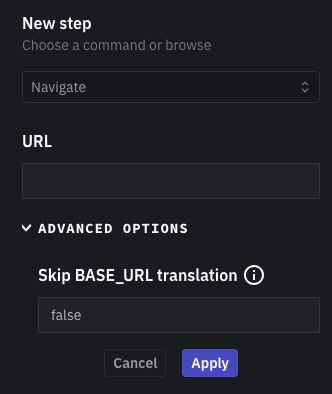 New step
Choose a command or browse
Navigate
URL
ADVANCED OPTIONS
Skip BASE_URL translation
false
Cancel Apply